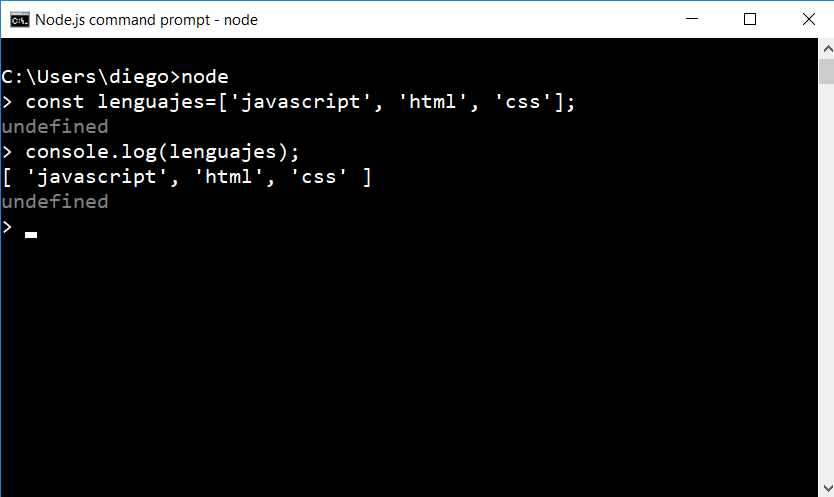 Node.js command prompt - node
C:\Users\diego>node
> const lenguajes=['javascript', 'html', 'css'];
undefined
> console.log(lenguajes);
[ 'javascript', 'html', 'css' ]
undefined
>